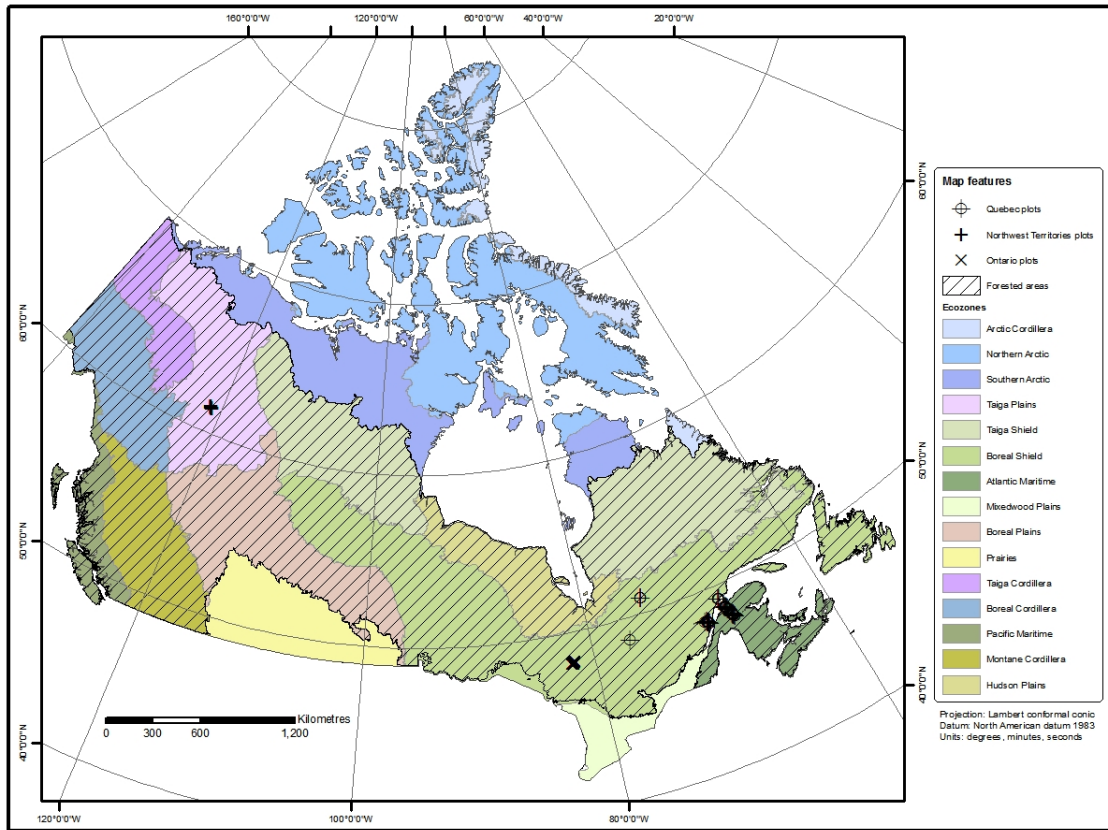 160°0'0"W
120°0'0"W
100°0'0"W
80°0'0"W
60°0'0"W
40°0'0"W
20°0'0"W
60°0'0"N
60°0'0"N
50°0'0"N
50°0'0"N
40°0'0"N
40°0'0"N
120°0'0"W
100°0'0"W
80°0'0"W
Kilometres
0 300 600 1,200
Map features
Quebec plots
Northwest Territories plots
Ontario plots
Forested areas
Ecozones
Arctic Cordillera
Northern Arctic
Southern Arctic
Taiga Plains
Taiga Shield
Boreal Shield
Atlantic Maritime
Mixedwood Plains
Boreal Plains
Prairies
Taiga Cordillera
Boreal Cordillera
Pacific Maritime
Montane Cordillera
Hudson Plains
Projection: Lambert conformal conic
Datum: North American datum 1983
Units: degrees, minutes, seconds